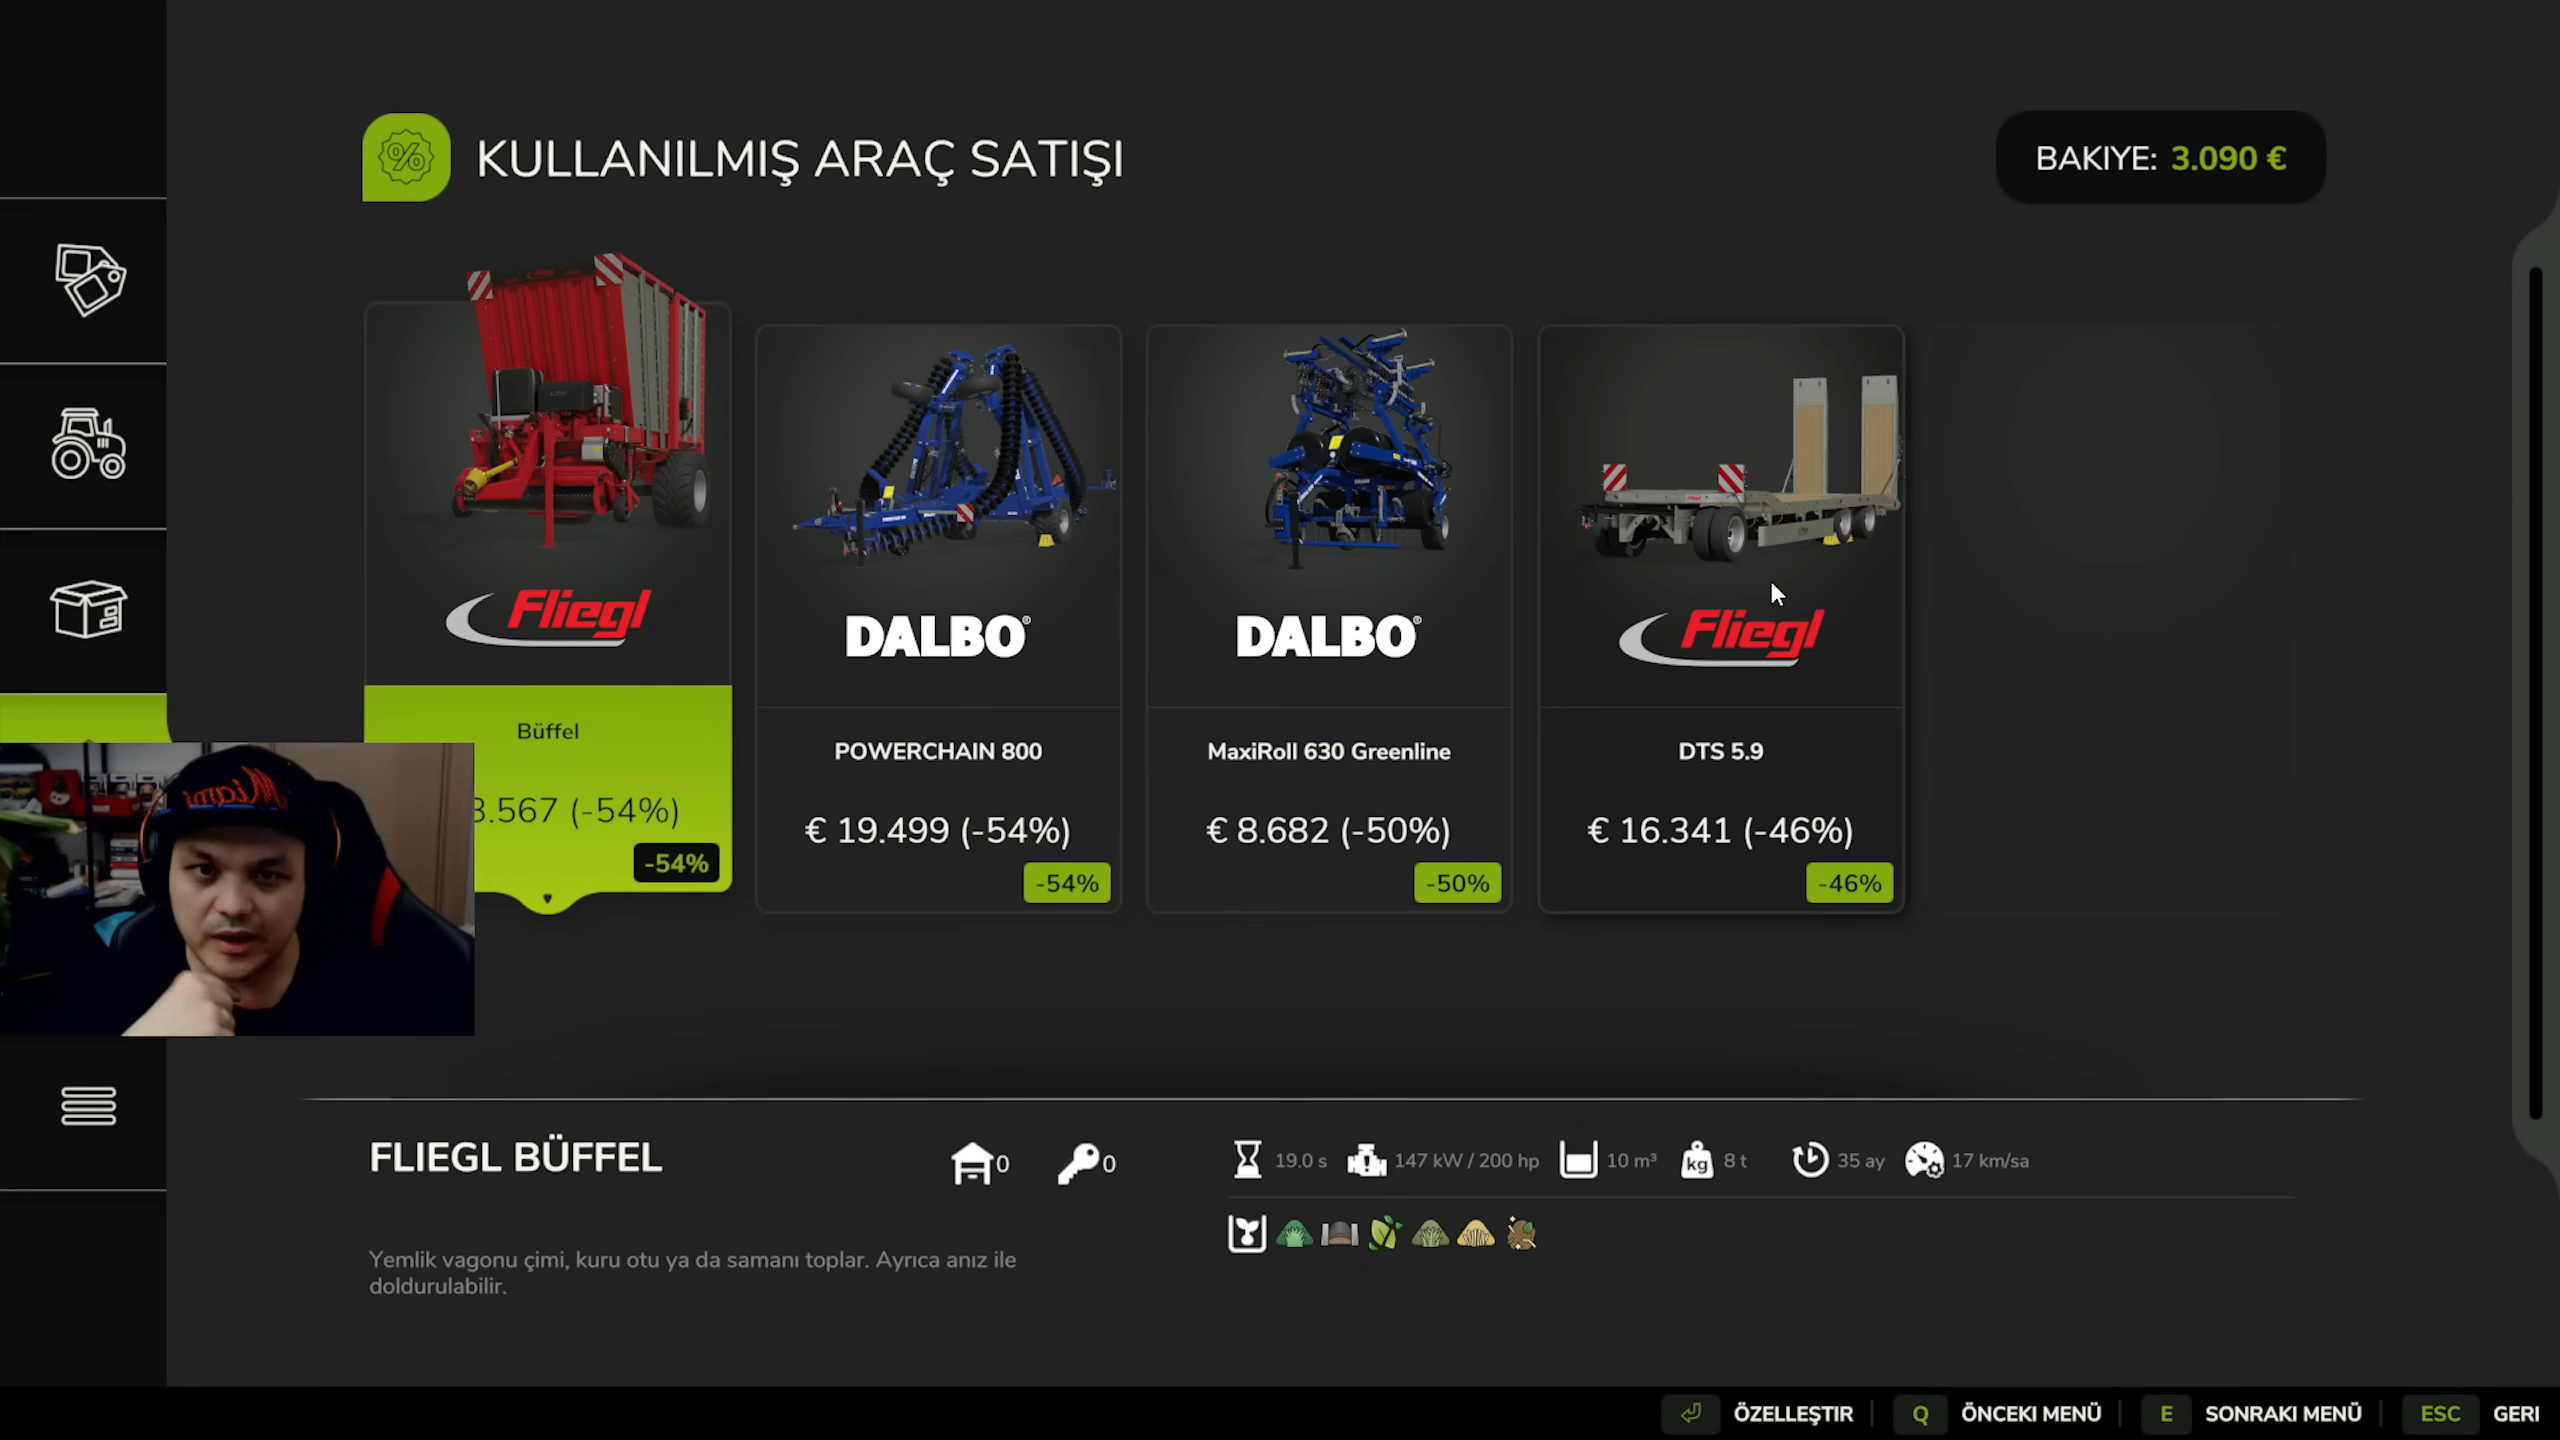 KULLANILMIŞ ARAÇ SATIŞI
BAKIYE: 3.090 €
Fliegl
DALBO®
DALBO®
Fliegl
Büffel
POWERCHAIN 800
MaxiRoll 630 Greenline
DTS 5.9
3.567 (-54%)
€ 19.499 (-54%)
€ 8.682 (-50%)
€ 16.341 (-46%)
-54%
-54%
-50%
-46%
Miami
FLIEGL BÜFFEL
0
0
19.0 s
147 kW / 200 hp
10 m³
kg 8 t
35 ay
17 km/sa
Yemlik vagonu çimi, kuru otu ya da samanı toplar. Ayrıca anız ile
doldurulabilir.
ÖZELLEŞTIR
Q ÖNCEKI MENÜ
E SONRAKI MENÜ
ESC GERI